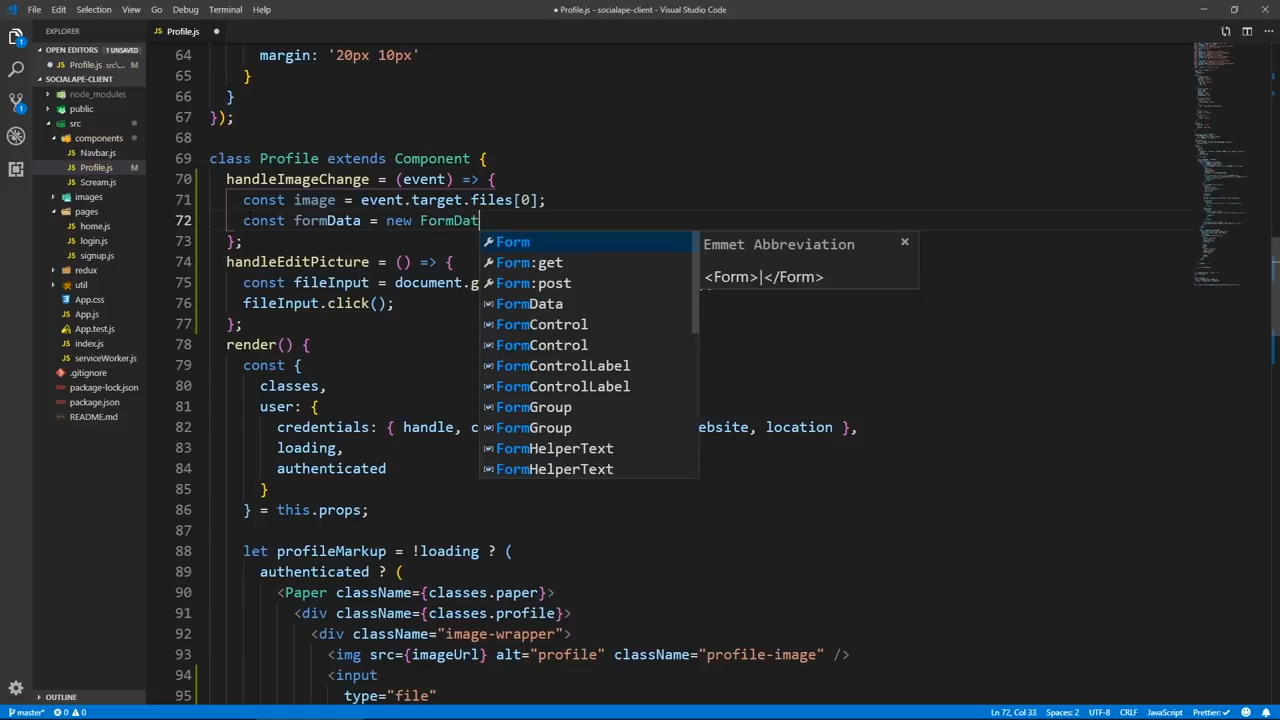 File Edit Selection View Go Debug Terminal Help
● Profile.js - socialape-client - Visual Studio Code
EXPLORER
OPEN EDITORS 1 UNSAVED
Profile.js src\... M
SOCIALAPE-CLIENT
node_modules
public
src
components
Navbar.js
Profile.js M
Scream.js
images
pages
home.js
login.js
signup.js
redux
util
App.css
App.js
App.test.js
index.js
serviceWorker.js
.gitignore
package-lock.json
package.json
README.md
OUTLINE
Profile.js ●
64 margin: '20px 10px'
65 }
66 }
67 });
68
69 class Profile extends Component {
70 handleImageChange = (event) => {
71 const image = event.target.files[0];
72 const formData = new FormDat
73 };
74 handleEditPicture = () => {
75 const fileInput = document.g
76 fileInput.click();
77 };
78 render() {
79 const {
80 classes,
81 user: {
82 credentials: { handle, c ebsite, location },
83 loading,
84 authenticated
85 }
86 } = this.props;
87
88 let profileMarkup = !loading ? (
89 authenticated ? (
90 <Paper className={classes.paper}>
91 <div className={classes.profile}>
92 <div className="image-wrapper">
93 <img src={imageUrl} alt="profile" className="profile-image" />
94 <input
95 type="file"
Form
Form:get
Form:post
FormData
FormControl
FormControl
FormControlLabel
FormControlLabel
FormGroup
FormGroup
FormHelperText
FormHelperText
Emmet Abbreviation
<Form>|</Form>
master* 0 0 Ln 72, Col 33 Spaces: 2 UTF-8 CRLF JavaScript Prettier: ✓